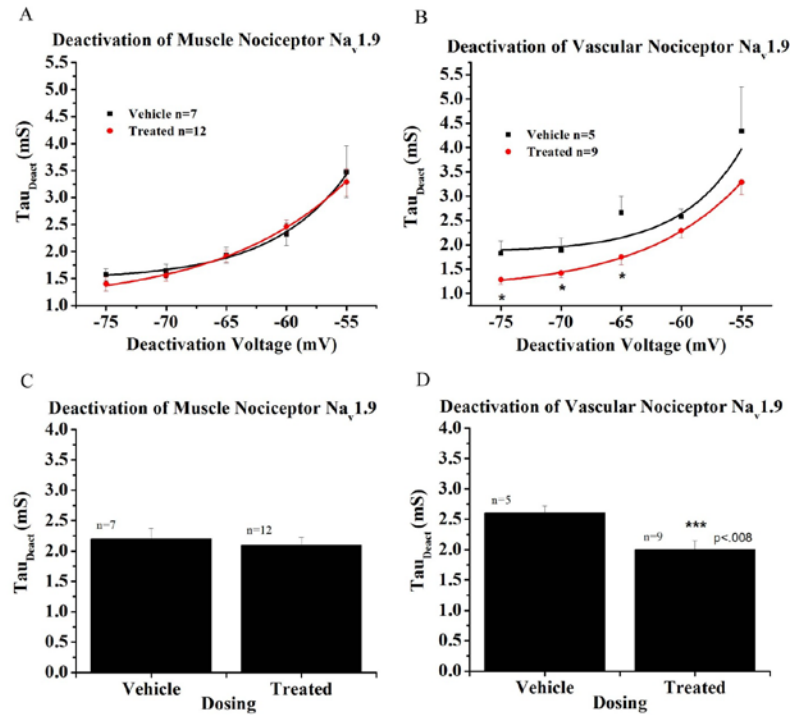 A
Deactivation of Muscle Nociceptor Nav1.9
5.5
5.0
4.5
4.0
3.5
3.0
2.5
2.0
1.5
1.0
TauDeact (mS)
Vehicle n=7
Treated n=12
-75
-70
-65
-60
-55
Deactivation Voltage (mV)
B
Deactivation of Vascular Nociceptor Nav1.9
5.5
5.0
4.5
4.0
3.5
3.0
2.5
2.0
1.5
1.0
TauDeact (mS)
Vehicle n=5
Treated n=9
*
*
*
-75
-70
-65
-60
-55
Deactivation Voltage (mV)
C
Deactivation of Muscle Nociceptor Nav1.9
4.0
3.5
3.0
2.5
2.0
1.5
1.0
0.5
0.0
TauDeact (mS)
n=7
n=12
Vehicle
Treated
Dosing
D
Deactivation of Vascular Nociceptor Nav1.9
4.0
3.5
3.0
2.5
2.0
1.5
1.0
0.5
0.0
TauDeact (mS)
n=5
***
n=9
p<.008
Vehicle
Treated
Dosing